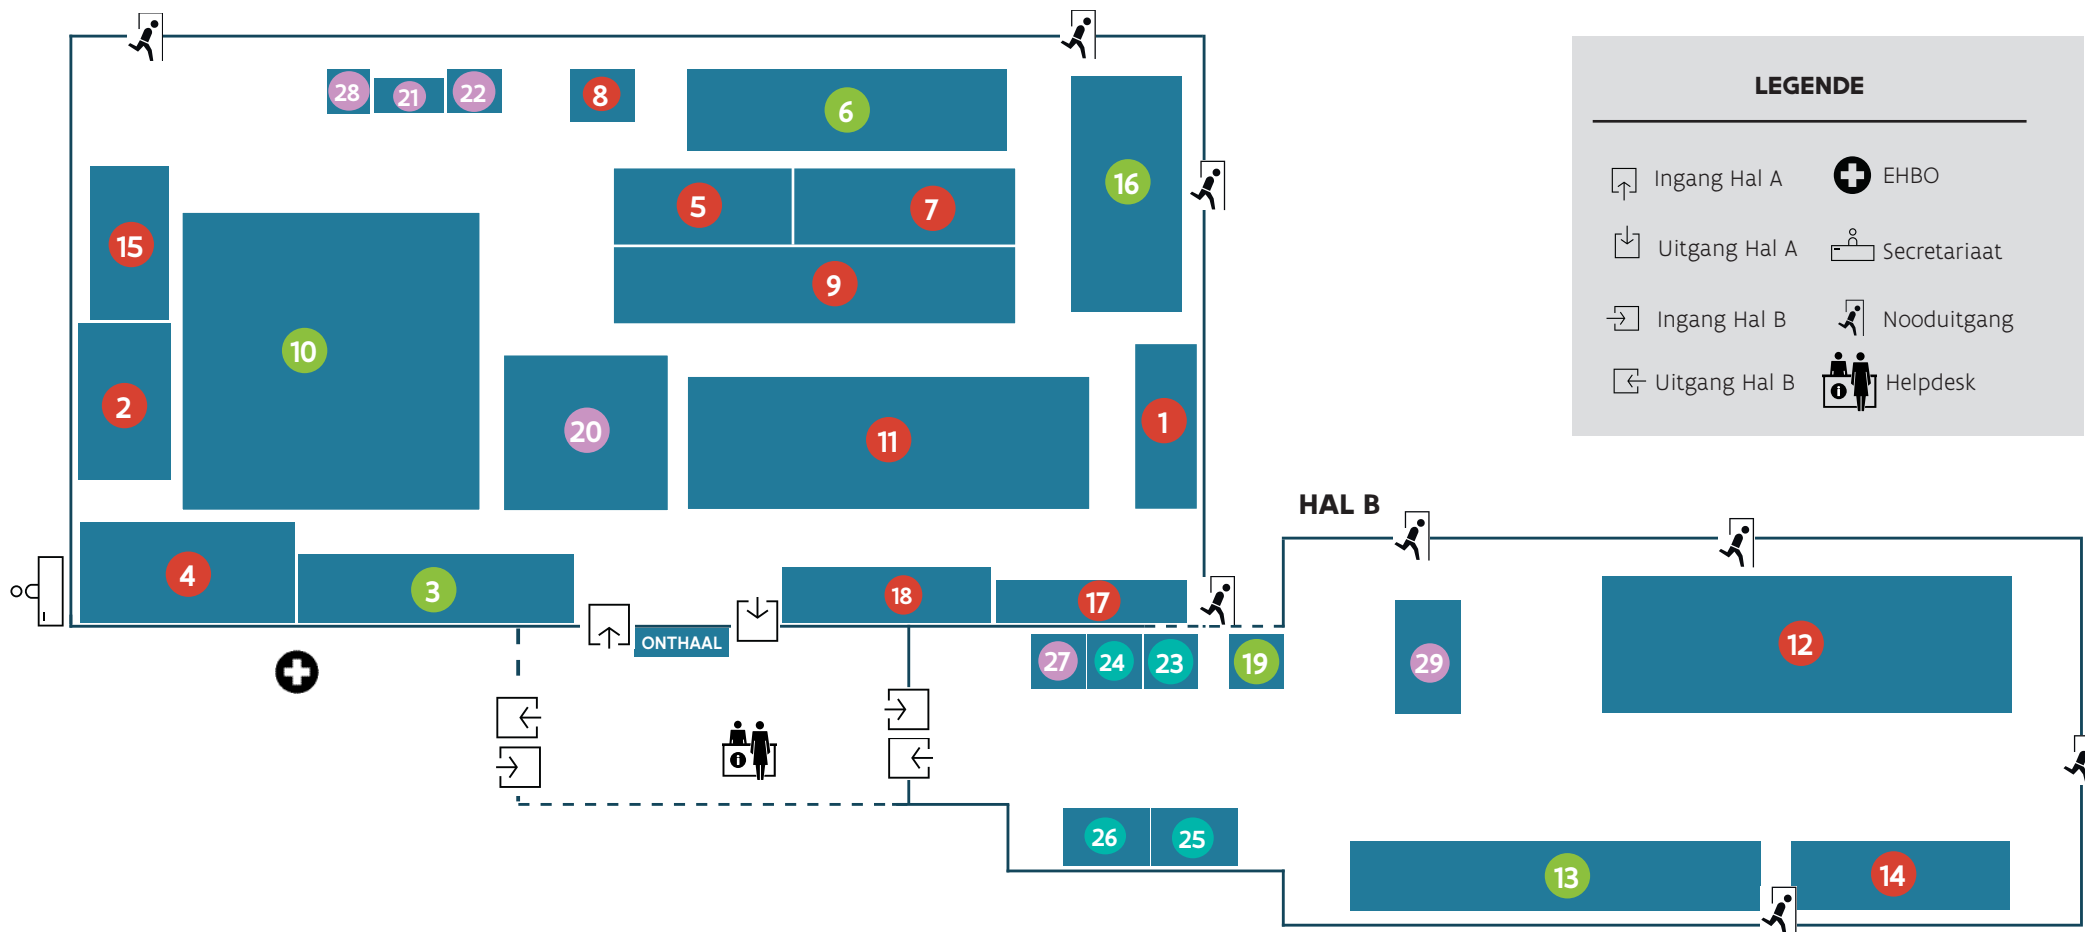 28
21
22
8
6
16
15
5
7
9
10
2
20
11
1
4
3
18
17
ONTHAAL
27
24
23
19
26
25
HAL B
29
12
13
14
LEGENDE
Ingang Hal A
EHBO
Uitgang Hal A
Secretariaat
Ingang Hal B
Nooduitgang
Uitgang Hal B
Helpdesk